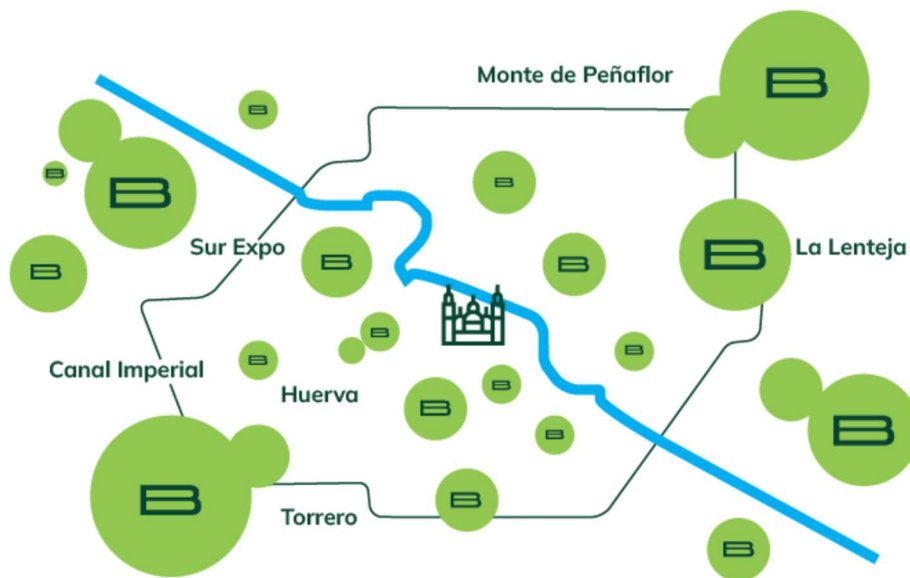 Monte de Peñaflor
Sur Expo
La Lenteja
Canal Imperial
Huerva
Torrero